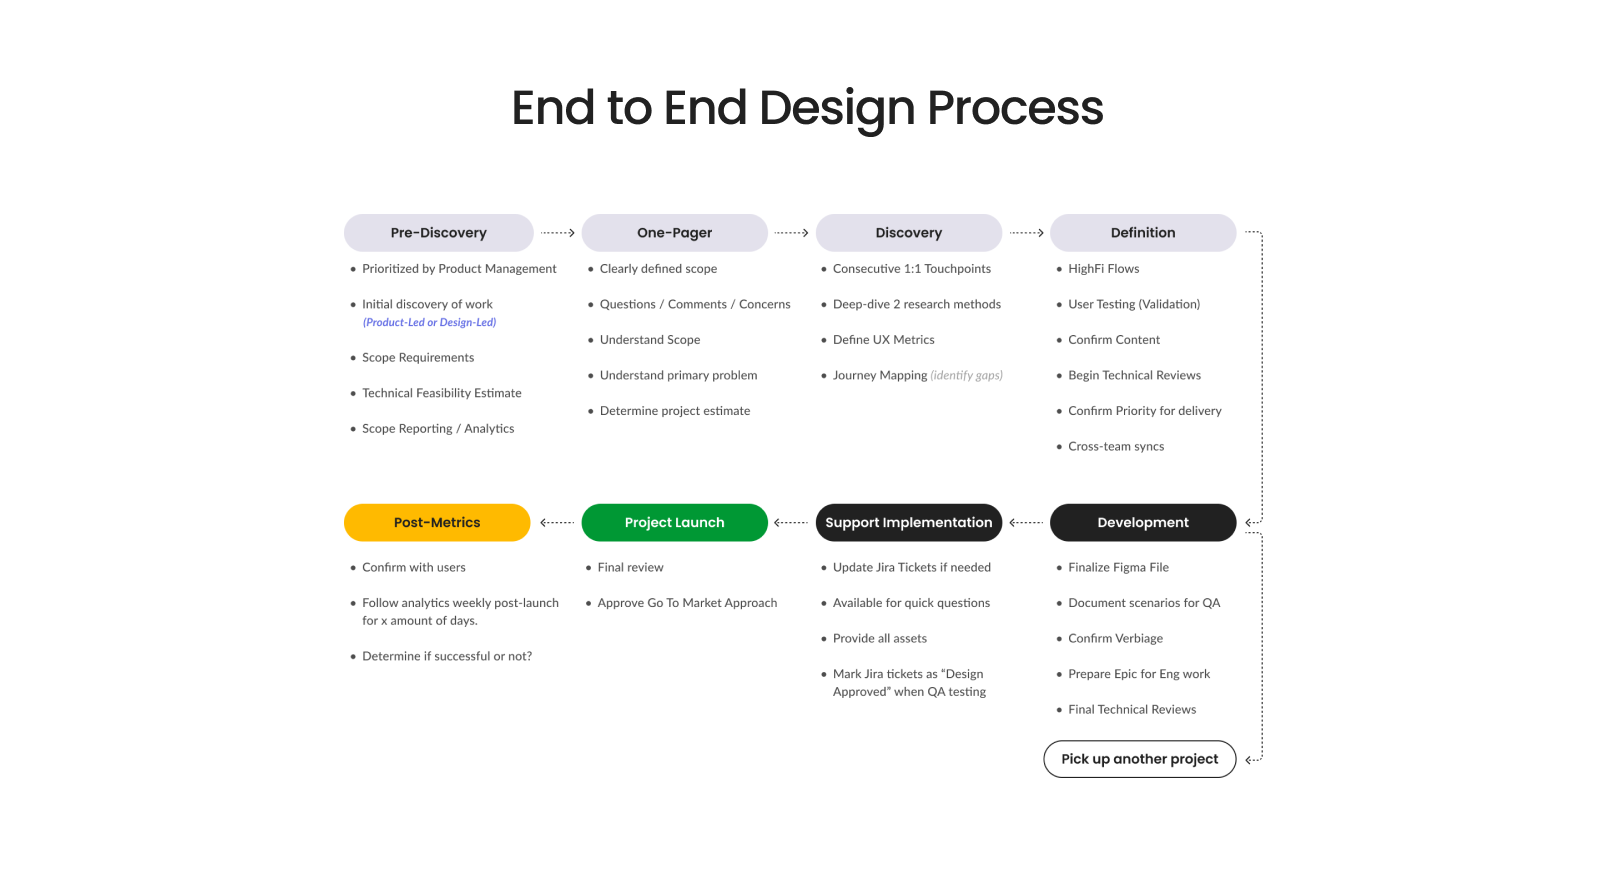 End to End Design Process
Pre-Discovery
• Prioritized by Product Management
• Initial discovery of work
(Product-Led or Design-Led)
• Scope Requirements
• Technical Feasibility Estimate
• Scope Reporting / Analytics
One-Pager
• Clearly defined scope
• Questions / Comments / Concerns
• Understand Scope
• Understand primary problem
• Determine project estimate
Discovery
• Consecutive 1:1 Touchpoints
• Deep-dive 2 research methods
• Define UX Metrics
• Journey Mapping (identify gaps)
Definition
• HighFi Flows
• User Testing (Validation)
• Confirm Content
• Begin Technical Reviews
• Confirm Priority for delivery
• Cross-team syncs
Development
• Finalize Figma File
• Document scenarios for QA
• Confirm Verbiage
• Prepare Epic for Eng work
• Final Technical Reviews
Pick up another project
Support Implementation
• Update Jira Tickets if needed
• Available for quick questions
• Provide all assets
• Mark Jira tickets as “Design
Approved” when QA testing
Project Launch
• Final review
• Approve Go To Market Approach
Post-Metrics
• Confirm with users
• Follow analytics weekly post-launch
for x amount of days.
• Determine if successful or not?